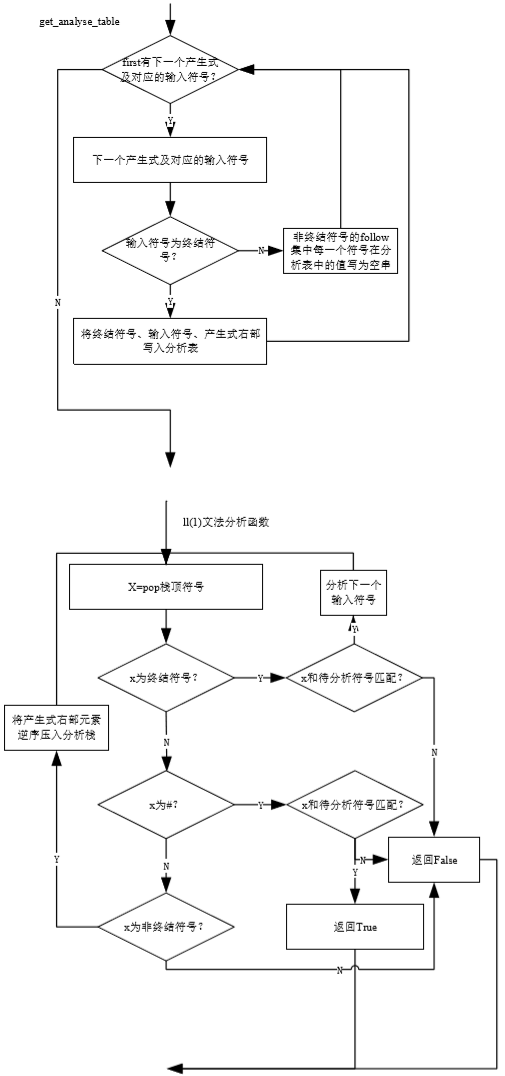 get_analyse_table
first有下一个产生式
及对应的输入符号？
Y
下一个产生式及对应的输入符号
输入符号为终结符
号？
N
非终结符号的follow
集中每一个符号在分
析表中的值写为空串
Y
N
将终结符号、输入符号、产生式右部
写入分析表
ll(1)文法分析函数
X=pop栈顶符号
分析下一个
输入符号
Y
x为终结符号？
Y
x和待分析符号匹配？
将产生式右部元素
逆序压入分析栈
N
N
x为#？
Y
x和待分析符号匹配？
Y
N
N
Y
返回False
x为非终结符号？
返回True
N